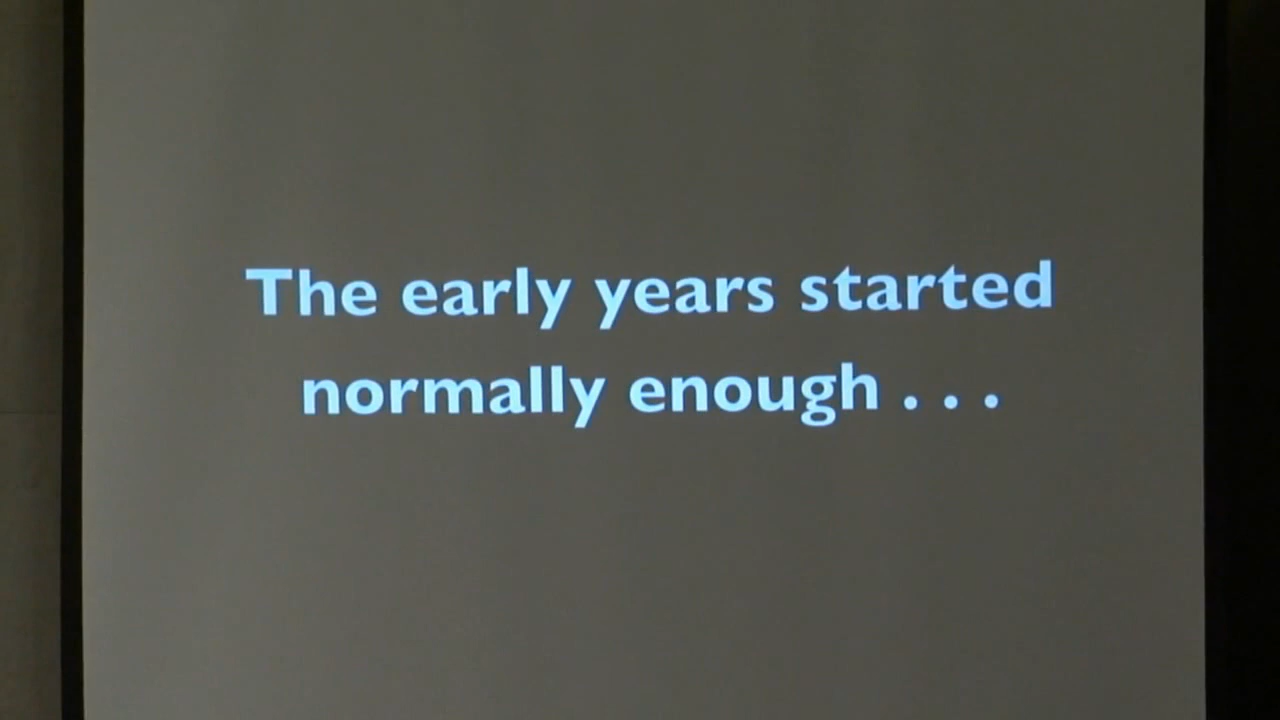 The early years started
normally enough . . .